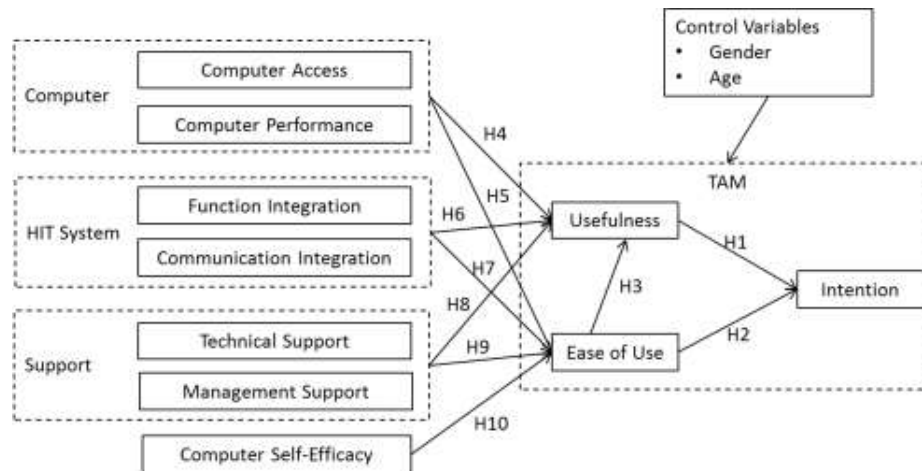 Control Variables
• Gender
• Age
Computer
Computer Access
Computer Performance
HIT System
Function Integration
Communication Integration
Support
Technical Support
Management Support
Computer Self-Efficacy
H4
H5
H6
H7
H8
H9
H10
TAM
Usefulness
Ease of Use
H3
H1
H2
Intention